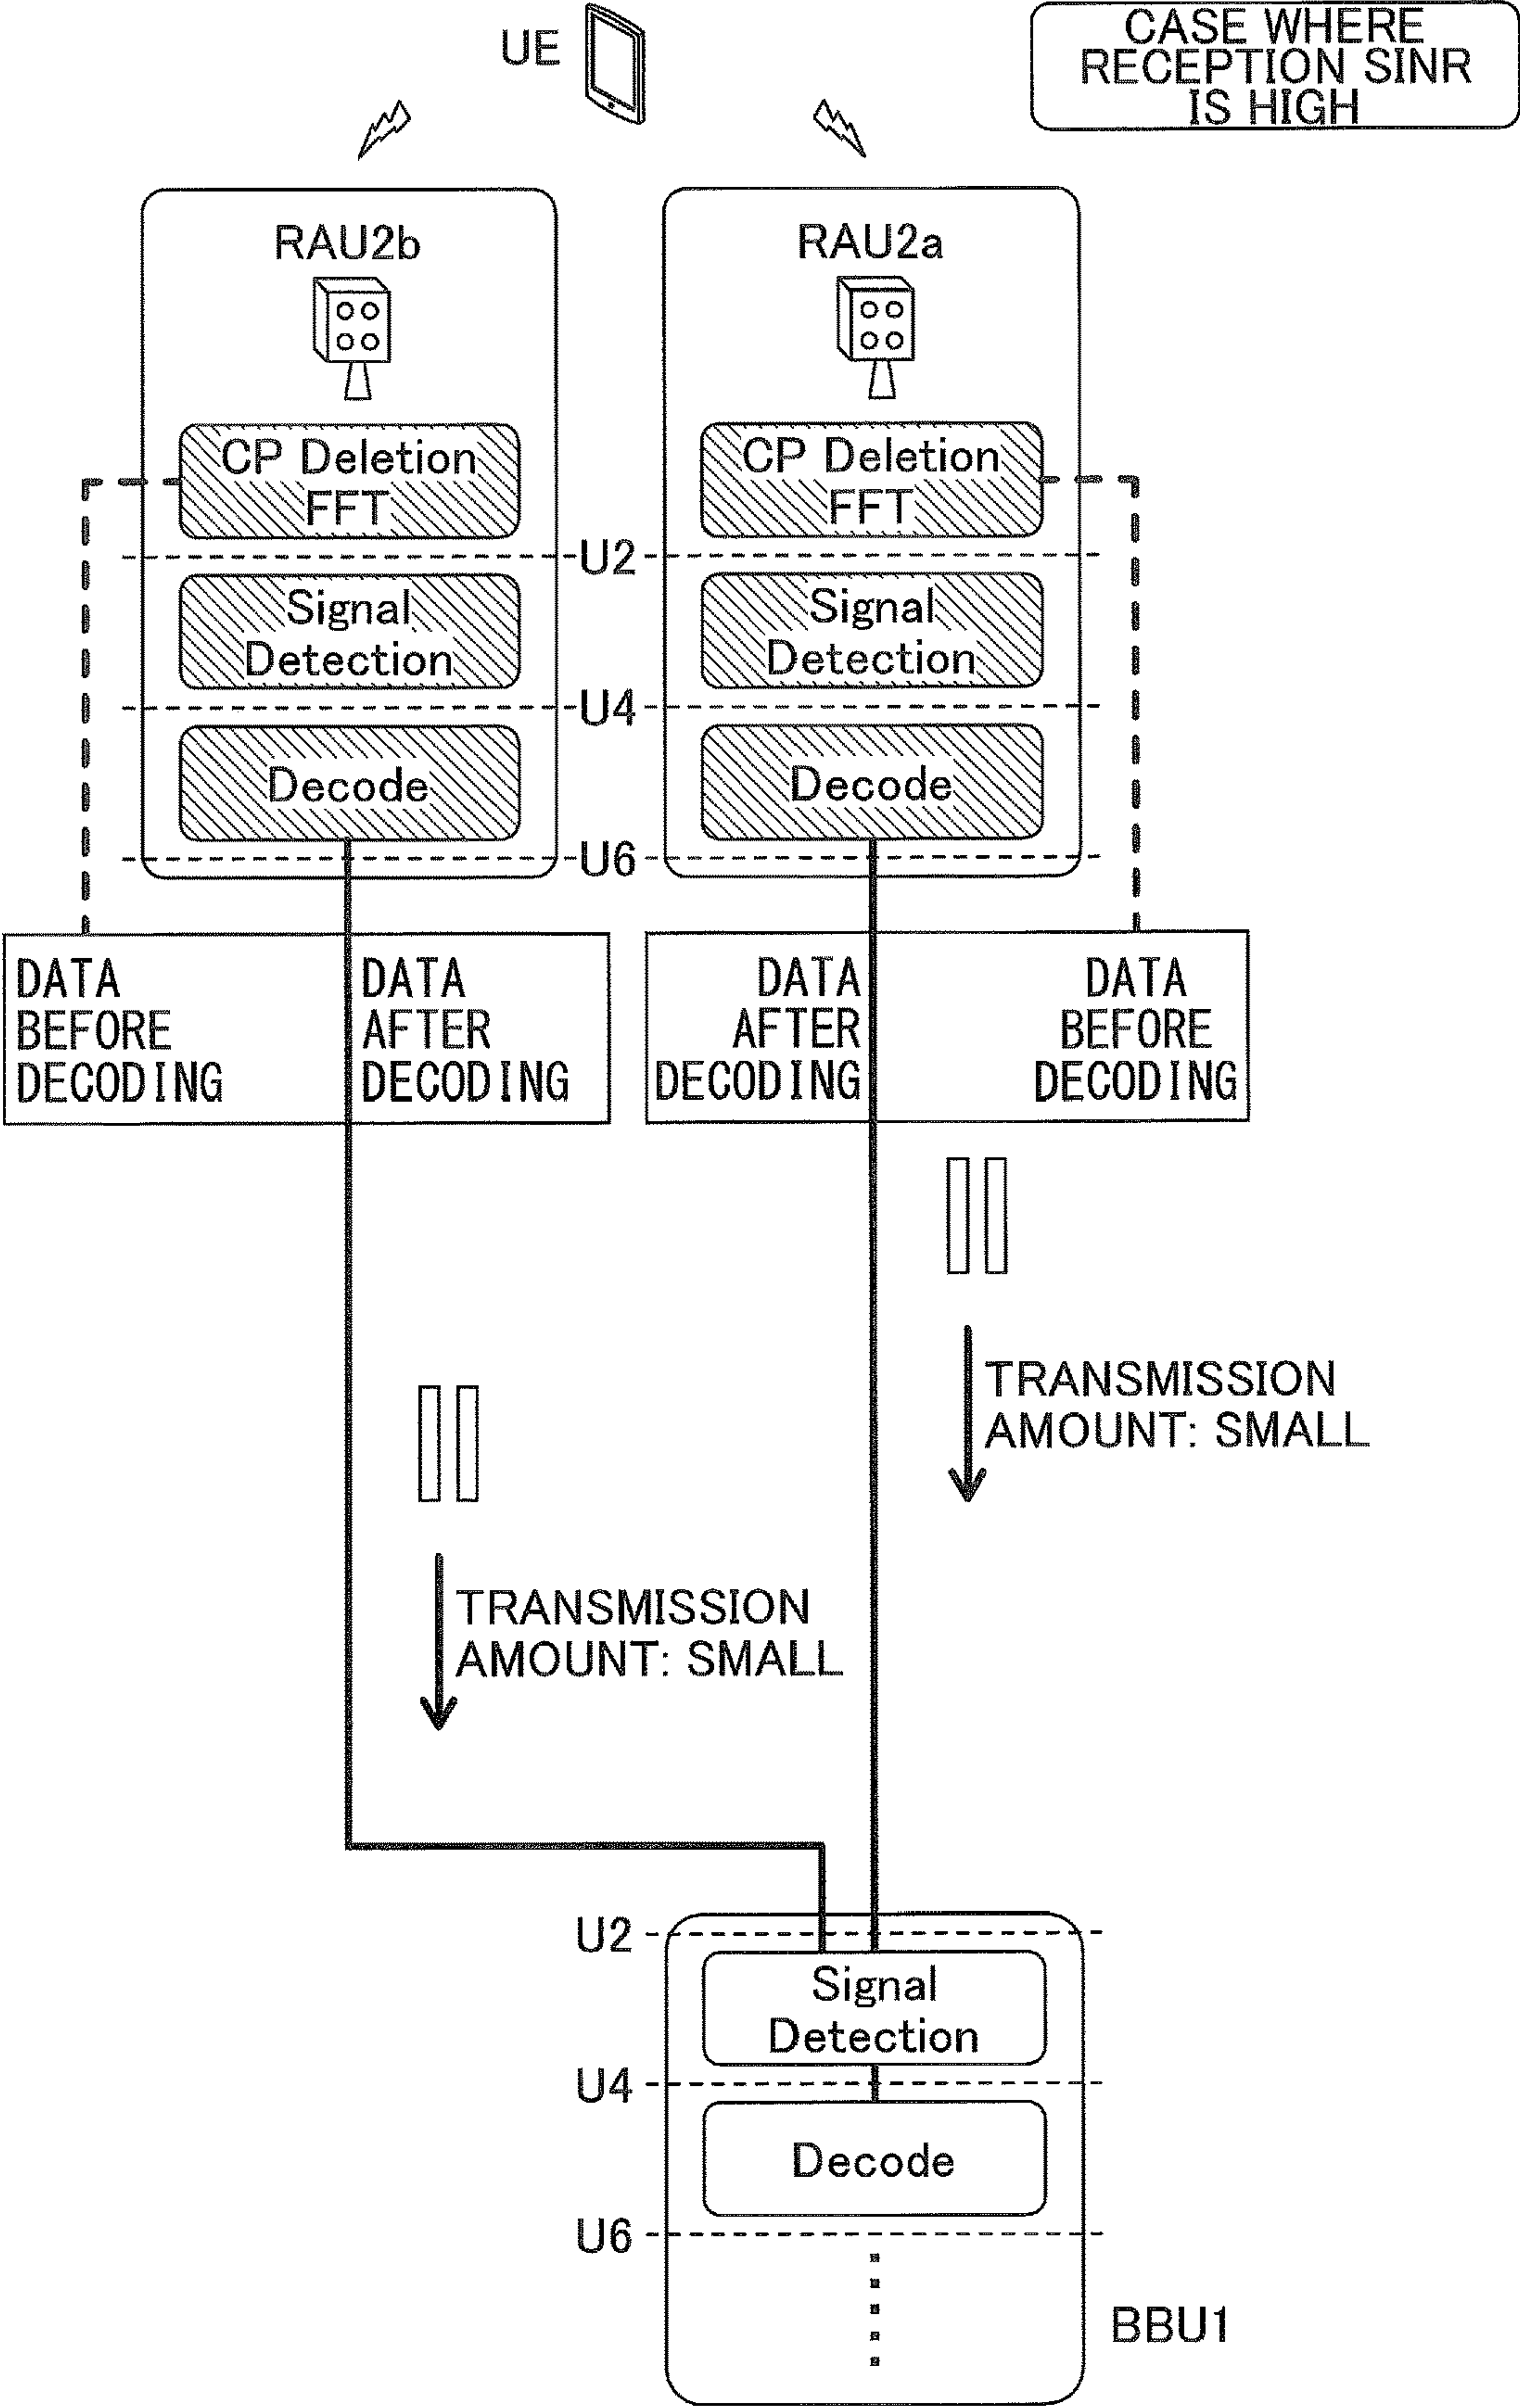 UE
CASE WHERE
RECEPTION SINR
IS HIGH
RAU2b
RAU2a
CP Deletion
FFT
CP Deletion
FFT
U2
Signal
Detection
Signal
Detection
U4
Decode
Decode
U6
DATA
BEFORE
DECODING
DATA
AFTER
DECODING
DATA
AFTER
DECODING
DATA
BEFORE
DECODING
TRANSMISSION
AMOUNT: SMALL
TRANSMISSION
AMOUNT: SMALL
U2
Signal
Detection
U4
Decode
U6
BBU1